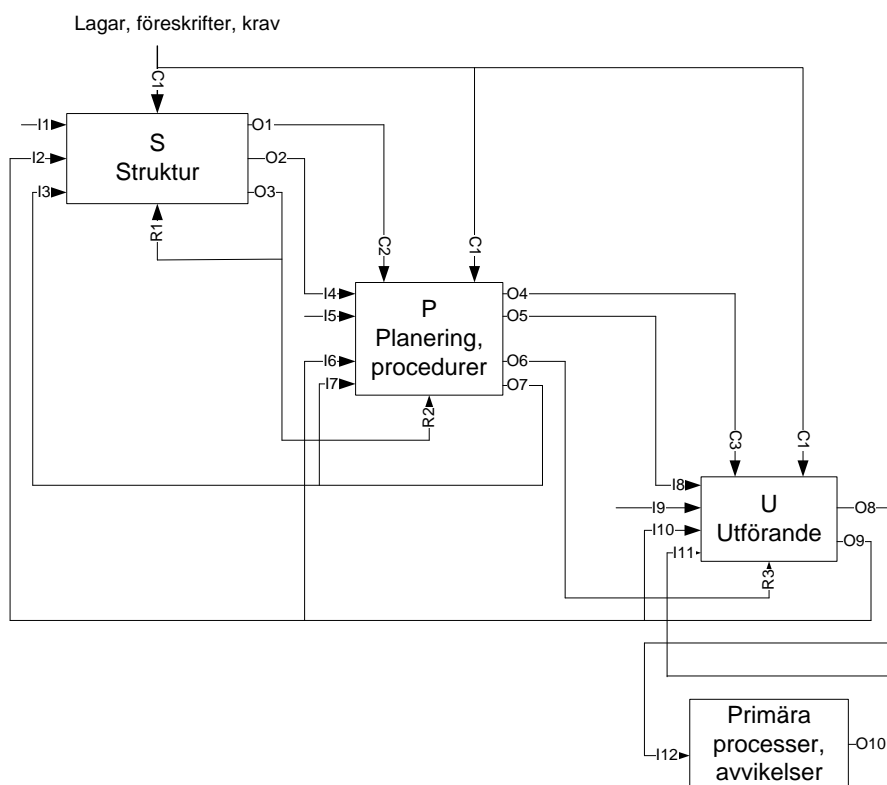 Lagar, föreskrifter, krav
C1
I1
I2
I3
S
Struktur
O1
O2
O3
R1
C2
C1
I4
I5
I6
I7
P
Planering,
procedurer
O4
O5
O6
O7
R2
C3
C1
I8
I9
I10
I11
U
Utförande
O8
O9
R3
I12
Primära
processer,
avvikelser
O10